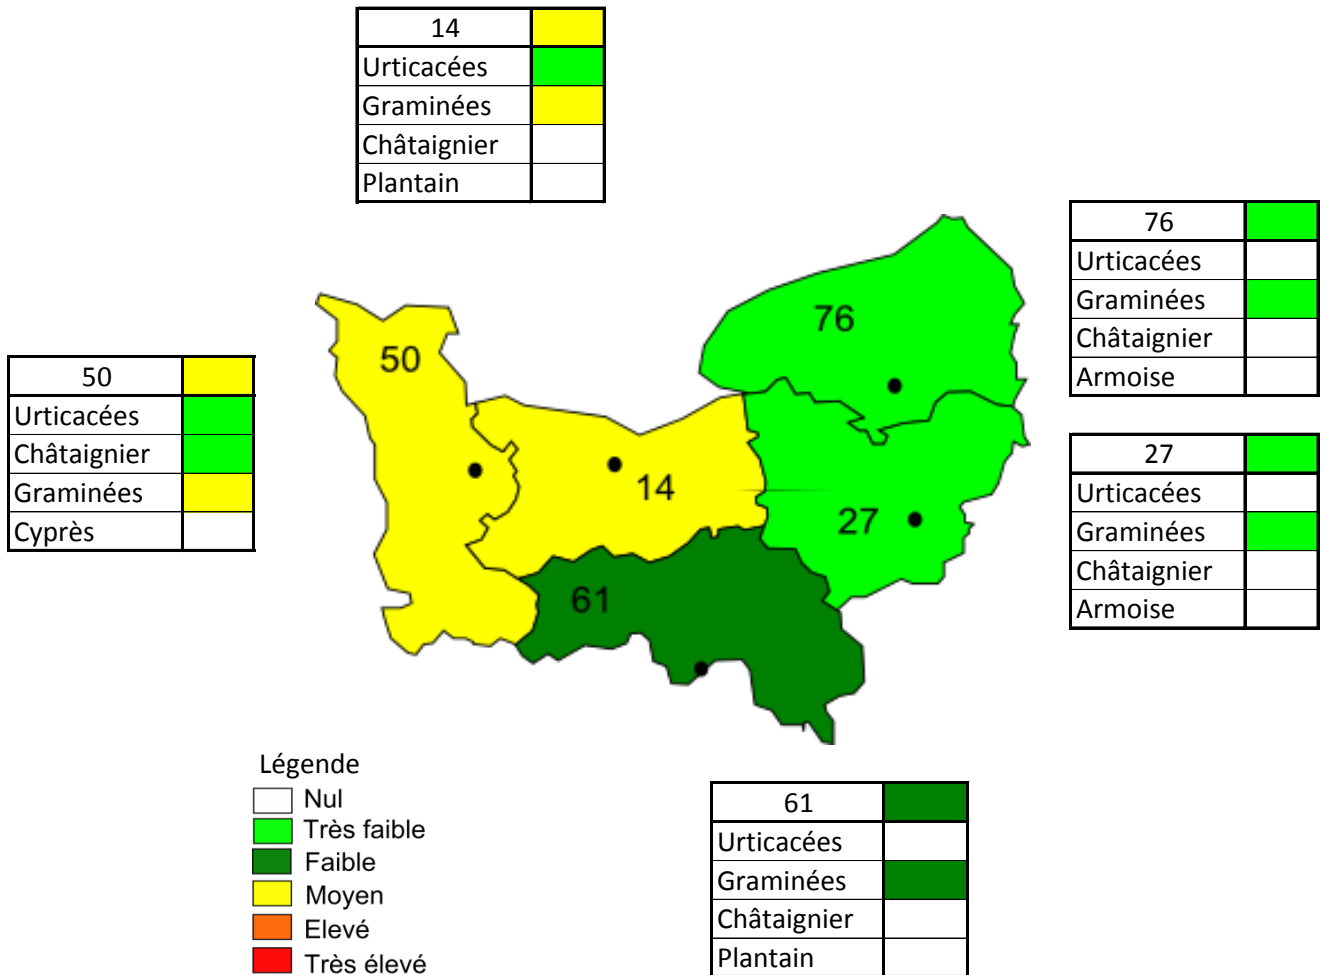 14
Urticacées
Graminées
Châtaignier
Plantain
76
Urticacées
Graminées
Châtaignier
Armoise
50
Urticacées
Châtaignier
Graminées
Cyprès
27
Urticacées
Graminées
Châtaignier
Armoise
76
50
14
27
61
Légende
Nul
Très faible
Faible
Moyen
Elevé
Très élevé
61
Urticacées
Graminées
Châtaignier
Plantain